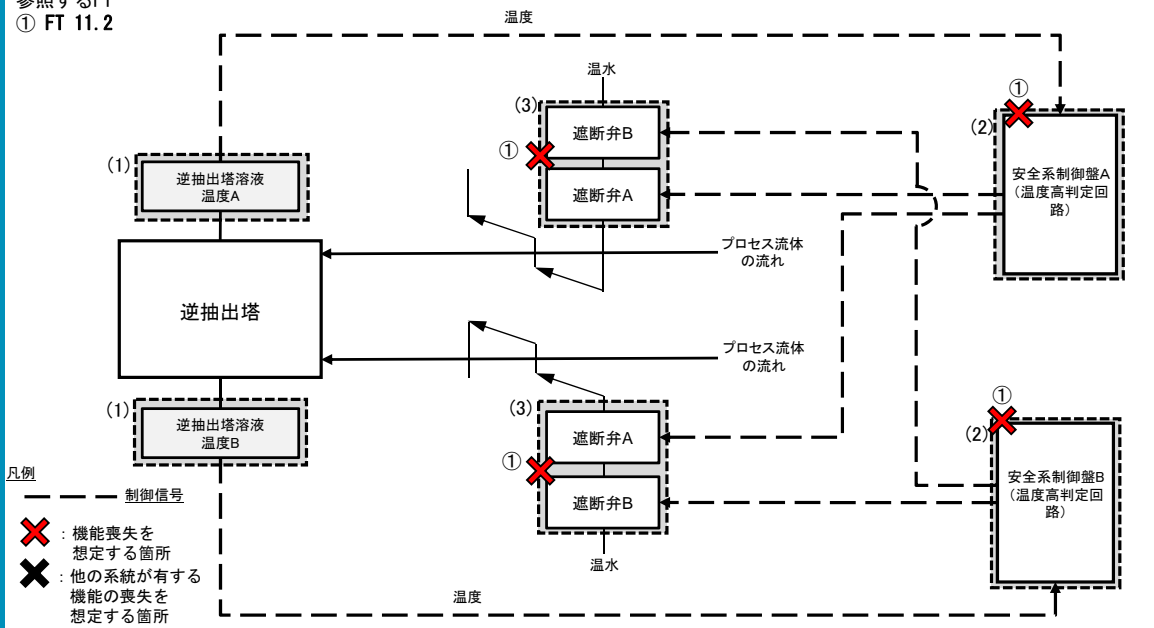 参照するFT
① FT 11.2
温度
温水
(3)
遮断弁B
①
遮断弁A
①
(2)
安全系制御盤A
（温度高判定回
路）
(1)
逆抽出塔溶液
温度A
プロセス流体
の流れ
逆抽出塔
プロセス流体
の流れ
(1)
逆抽出塔溶液
温度B
(3)
遮断弁A
①
遮断弁B
温水
①
(2)
安全系制御盤B
（温度高判定回
路）
凡例
制御信号
：機能喪失を
想定する箇所
：他の系統が有する
機能の喪失を
想定する箇所
温度